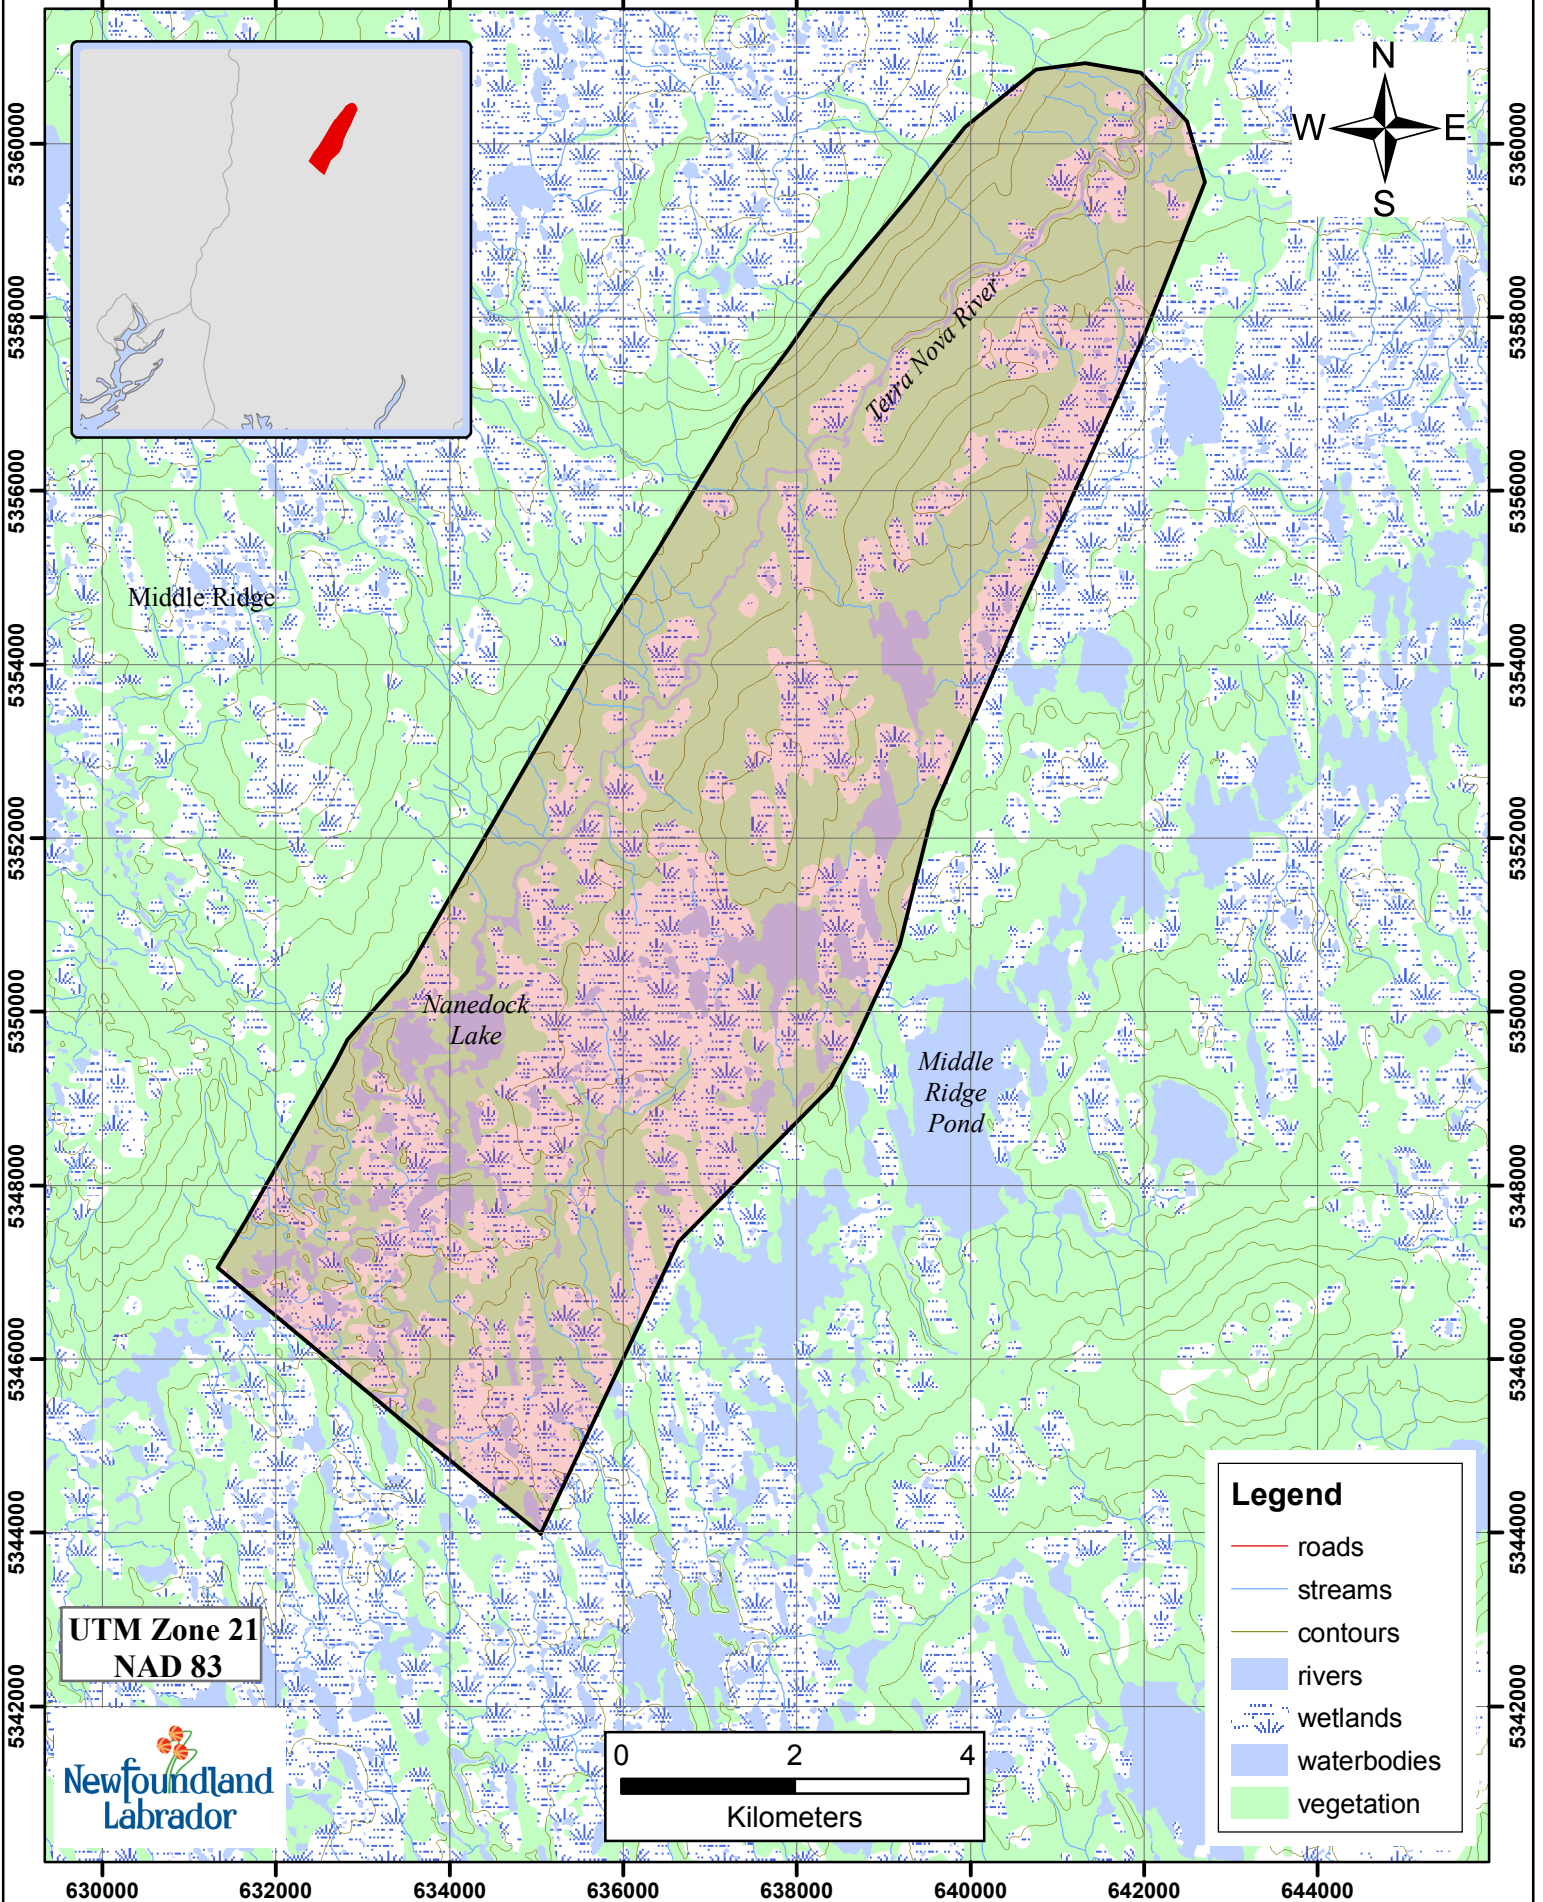 N
W E
S
5360000
5358000
5356000
5354000
5352000
5350000
5348000
5346000
5344000
5342000
5360000
5358000
5356000
5354000
5352000
5350000
5348000
5346000
5344000
5342000
Terra Nova River
Middle Ridge
Nanedock
Lake
Middle
Ridge
Pond
Legend
roads
streams
contours
rivers
wetlands
waterbodies
vegetation
UTM Zone 21
NAD 83
Newfoundland
Labrador
0 2 4
Kilometers
630000 632000 634000 636000 638000 640000 642000 644000